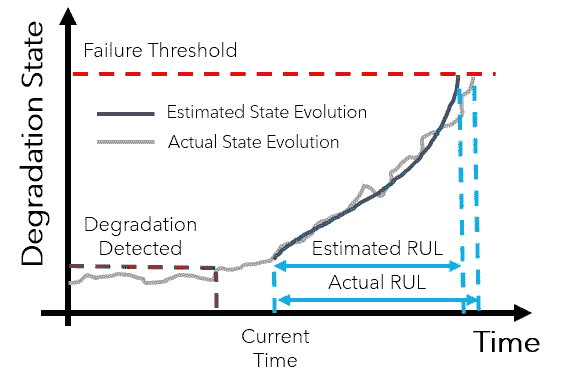 Degradation State
Failure Threshold
Estimated State Evolution
Actual State Evolution
Degradation
Detected
Estimated RUL
Actual RUL
Current
Time
Time